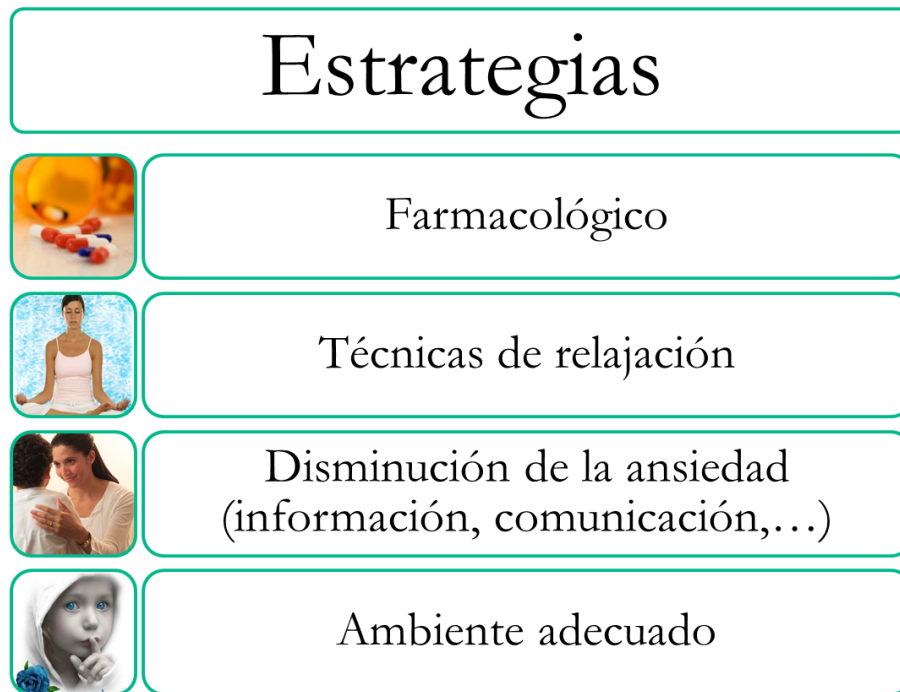 Estrategias
Farmacológico
Técnicas de relajación
Disminución de la ansiedad
(información, comunicación,…)
Ambiente adecuado